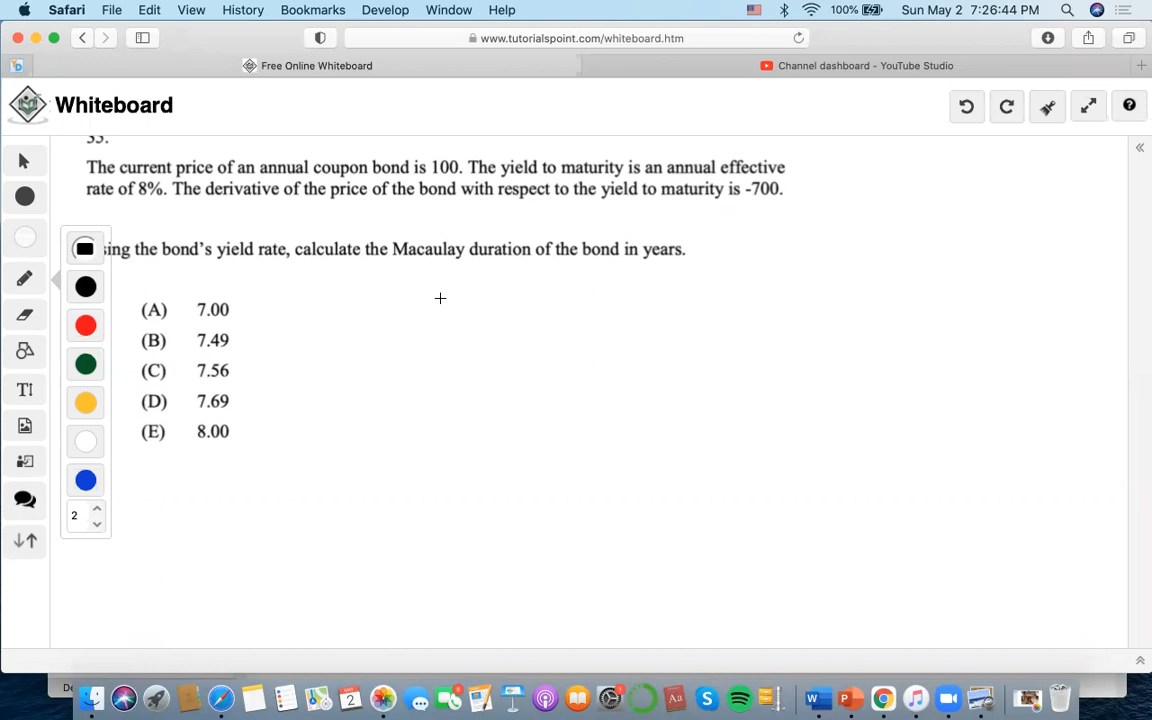 Safari File Edit View History Bookmarks Develop Window Help 100% Sun May 2 7:26:44 PM
www.tutorialspoint.com/whiteboard.htm
Free Online Whiteboard Channel dashboard - YouTube Studio
Whiteboard
35.
The current price of an annual coupon bond is 100. The yield to maturity is an annual effective
rate of 8%. The derivative of the price of the bond with respect to the yield to maturity is -700.
sing the bond's yield rate, calculate the Macaulay duration of the bond in years.
(A) 7.00
(B) 7.49
(C) 7.56
(D) 7.69
(E) 8.00
2